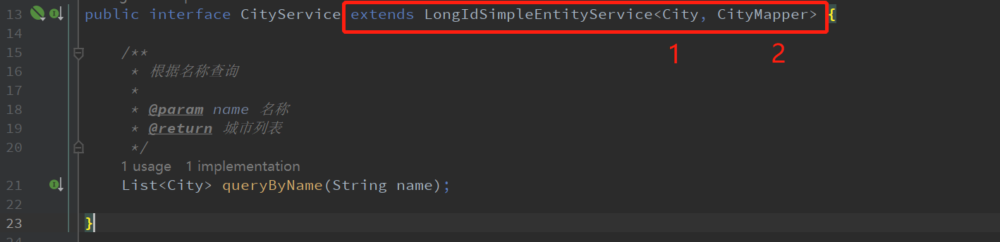 13 public interface CityService extends LongIdSimpleEntityService<City, CityMapper> {
1 2
14
15 /**
16 * 根据名称查询
17 *
18 * @param name 名称
19 * @return 城市列表
20 */
1 usage 1 implementation
21 List<City> queryByName(String name);
22
23 }
24